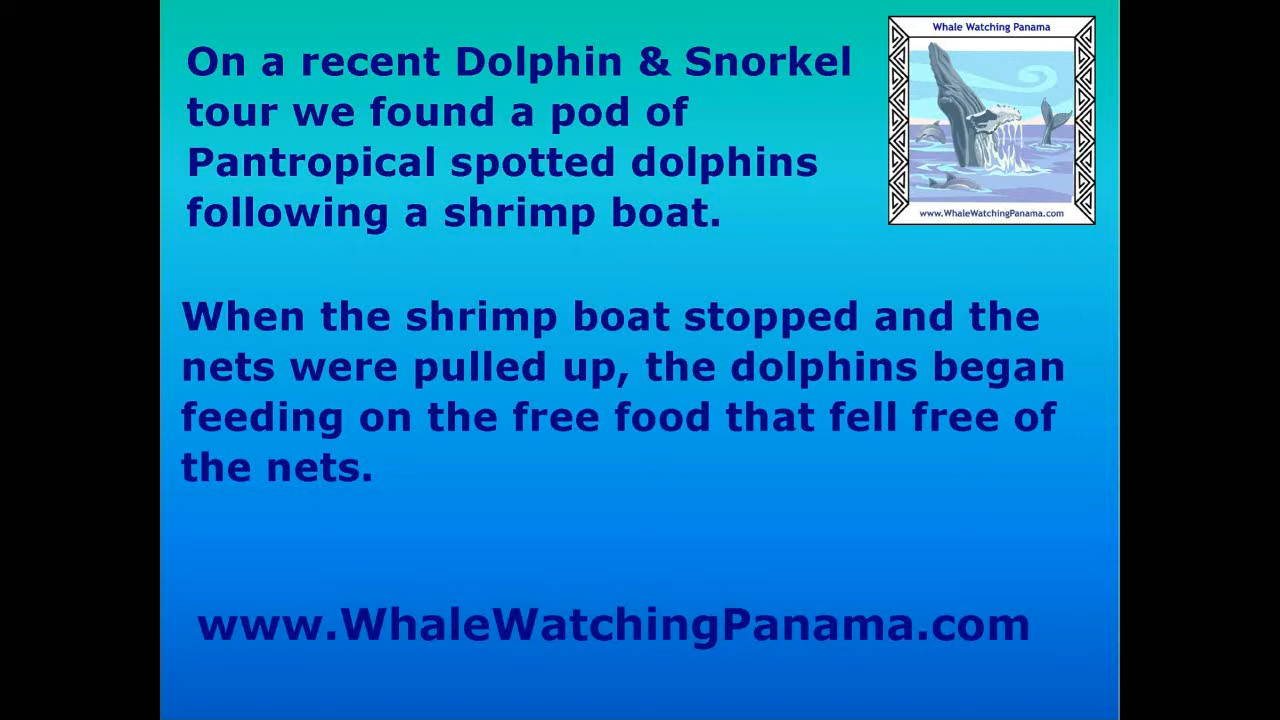 On a recent Dolphin & Snorkel
tour we found a pod of
Pantropical spotted dolphins
following a shrimp boat.
Whale Watching Panama
www.WhaleWatchingPanama.com
When the shrimp boat stopped and the
nets were pulled up, the dolphins began
feeding on the free food that fell free of
the nets.
www.WhaleWatchingPanama.com